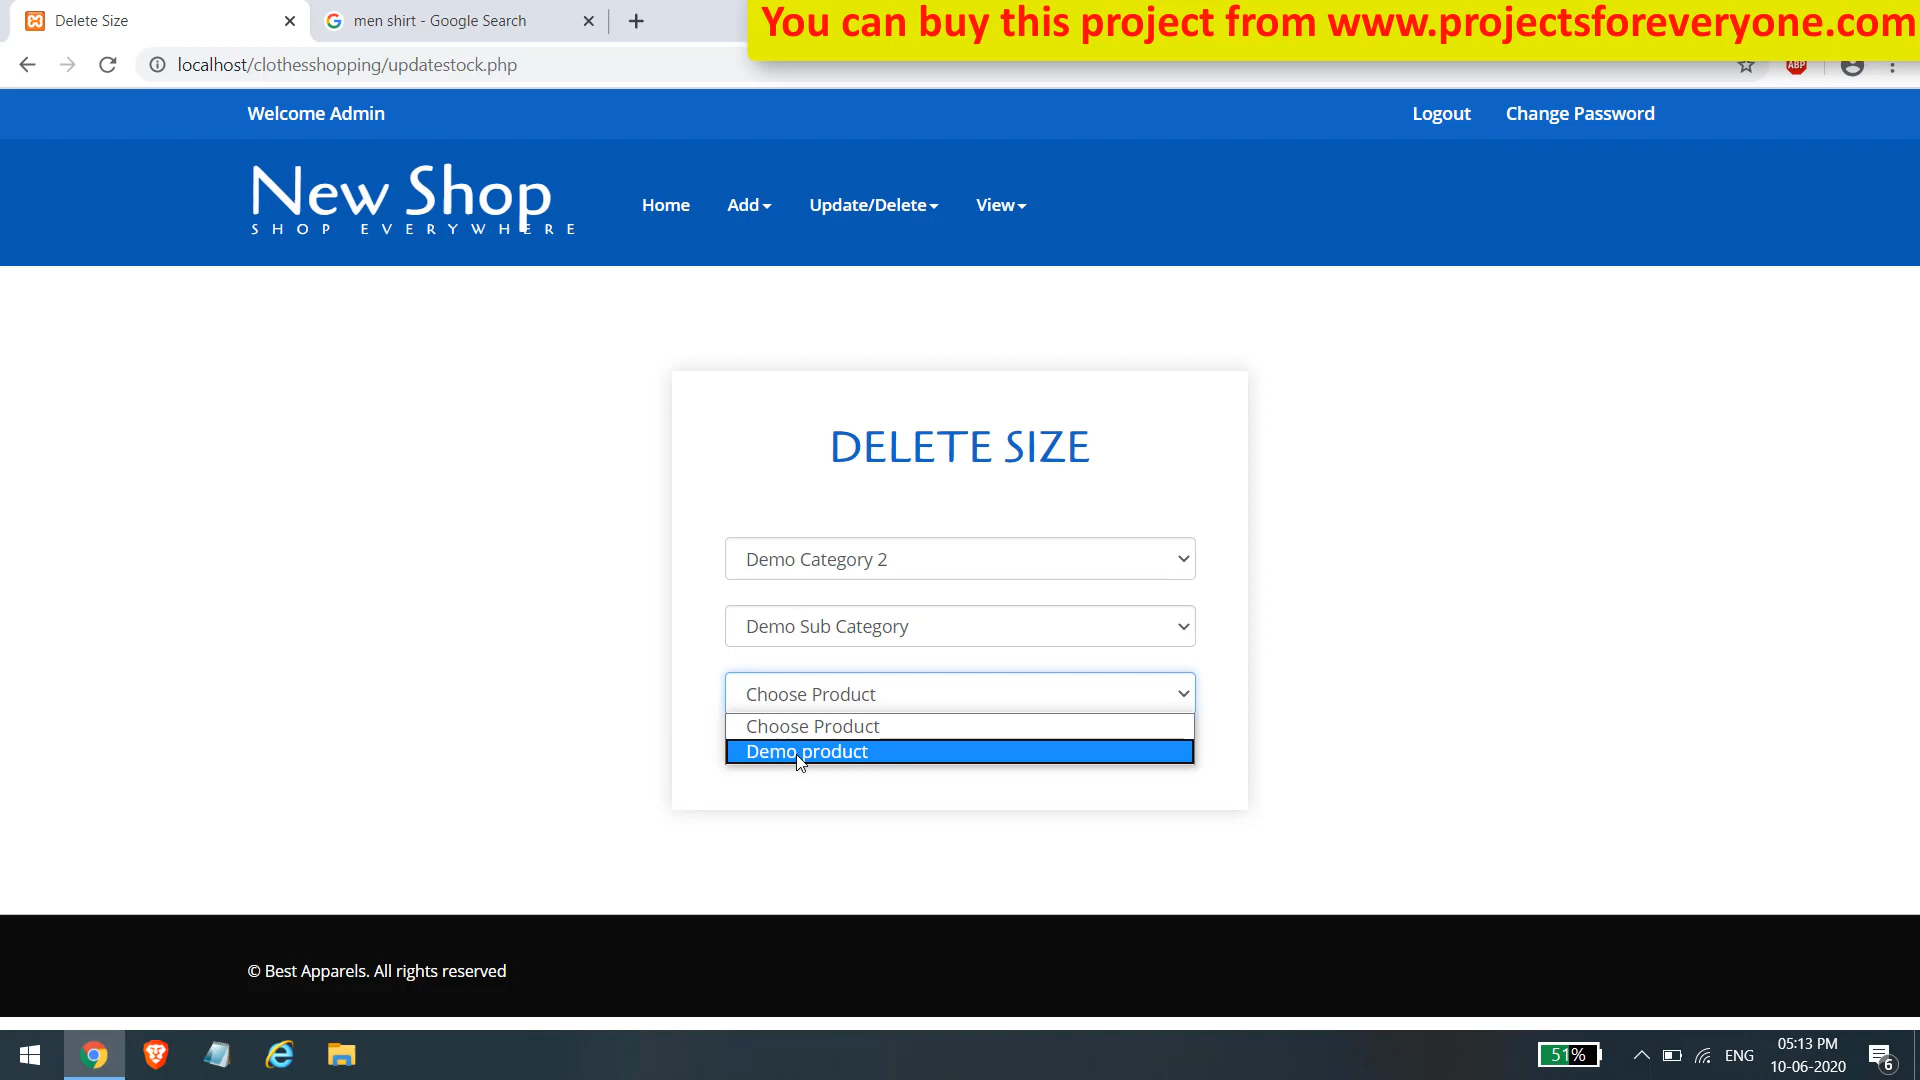 Delete Size
men shirt - Google Search
You can buy this project from www.projectsforeveryone.com
localhost/clothesshopping/updatestock.php
ABP
Welcome Admin
Logout
Change Password
New Shop
SHOP EVERYWHERE
Home
Add
Update/Delete
View
DELETE SIZE
Demo Category 2
Demo Sub Category
Choose Product
Choose Product
Demo product
© Best Apparels. All rights reserved
51%
ENG
05:13 PM
10-06-2020
6